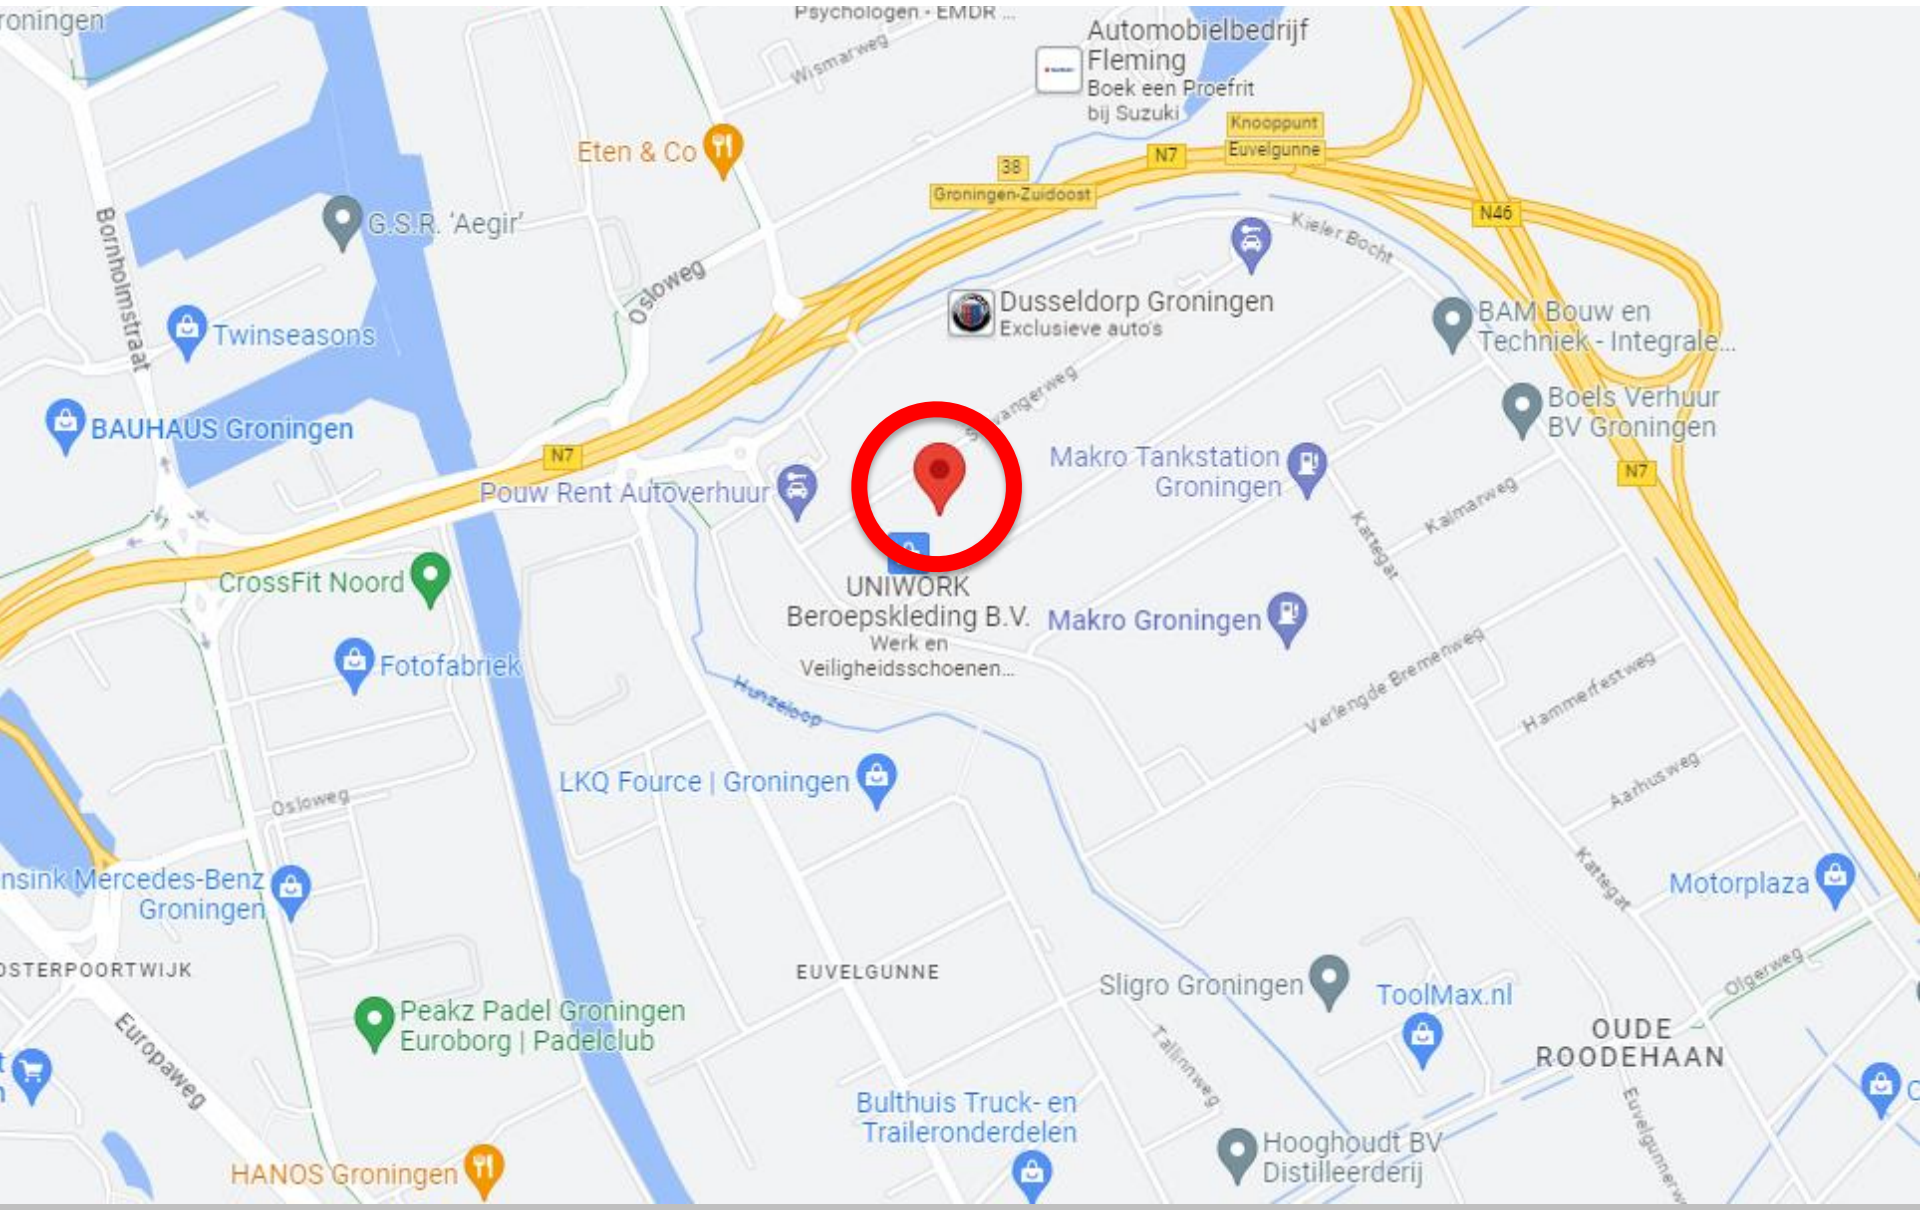 roningen
Psychologen - EMDR ...
Wismarweg
Automobielbedrijf
Fleming
Boek een Proefrit
bij Suzuki
Knooppunt
Euvelgunne
Eten & Co
N7
38
Groningen-Zuidoost
N46
Bornholmstraat
G.S.R. 'Aegir'
Kieler Bocht
Osloweg
Dusseldorp Groningen
Exclusieve auto's
BAM Bouw en
Techniek - Integrale...
Twinseasons
Boels Verhuur
BV Groningen
BAUHAUS Groningen
vangerweg
N7
Makro Tankstation
Groningen
N7
Pouw Rent Autoverhuur
Kalmarweg
Kattegat
CrossFit Noord
UNIWORK
Beroepskleding B.V.
Werk en
Veiligheidsschoenen...
Makro Groningen
Fotofabriek
Hunzeloop
Verlengde Bremenweg
Hammerfestweg
LKQ Fource | Groningen
Aarhusweg
Osloweg
nsink Mercedes-Benz
Groningen
Kattegat
Motorplaza
OSTERPOORTWIJK
EUVELGUNNE
Sligro Groningen
Olgerweg
ToolMax.nl
Peakz Padel Groningen
Euroborg | Padelclub
OUDE
ROODEHAAN
Europaweg
t
n
Tallinnweg
Bulthuis Truck- en
Traileronderdelen
C
Euvelgunnerw
Hooghoudt BV
Distilleerderij
HANOS Groningen